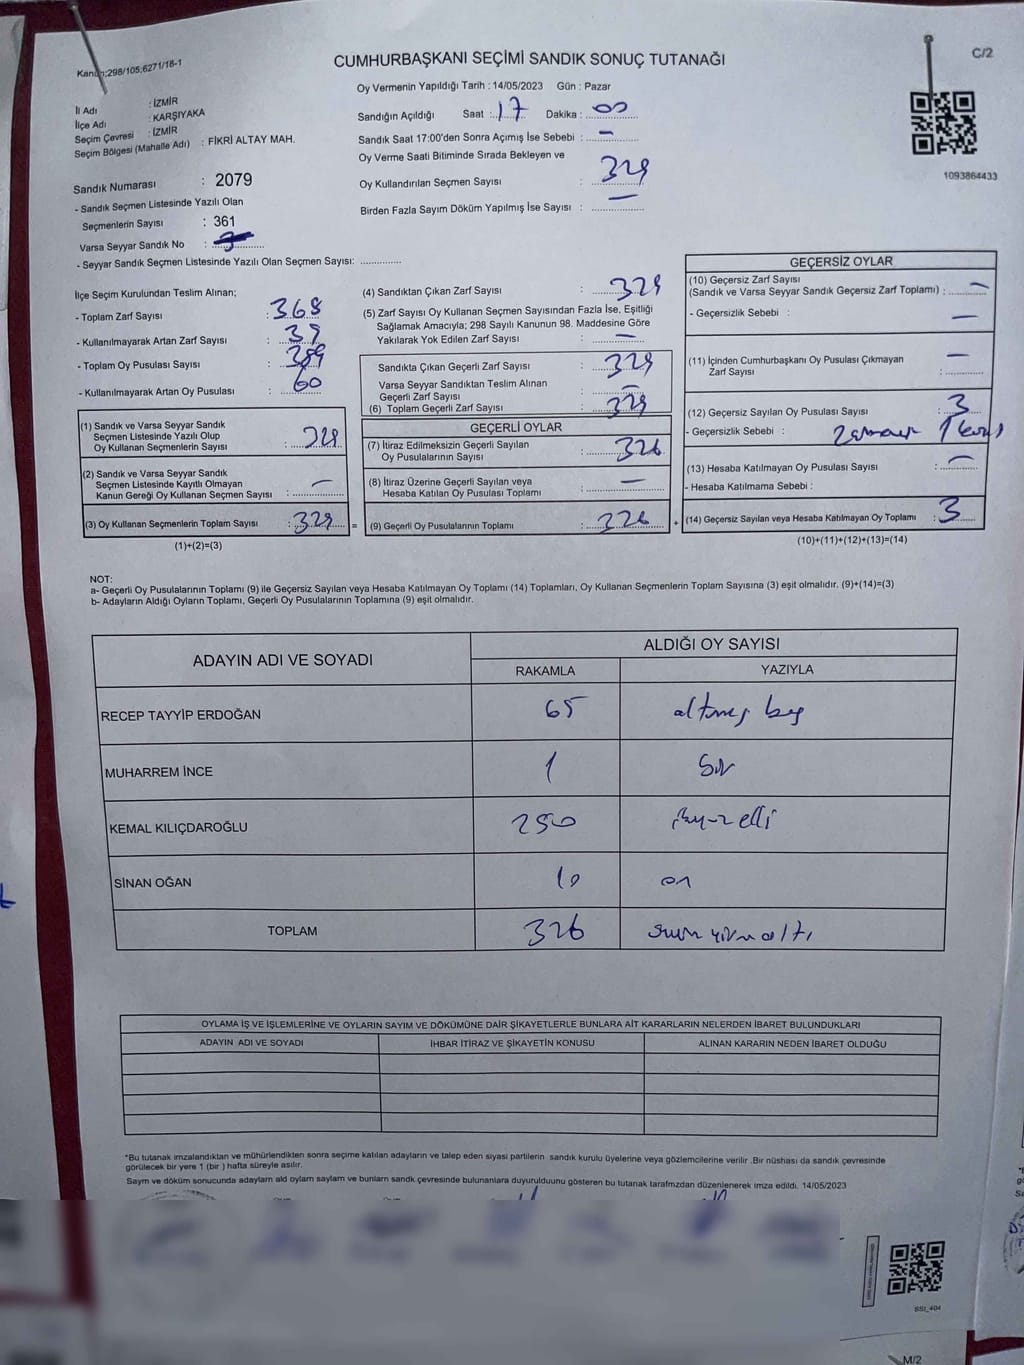 Kanun;298/105,6271/18-1
CUMHURBAŞKANI SEÇİMİ SANDIK SONUÇ TUTANAĞI
C/2
Oy Vermenin Yapıldığı Tarih : 14/05/2023 Gün : Pazar
İl Adı : İZMİR
İlçe Adı : KARŞIYAKA
Seçim Çevresi : İZMİR
Seçim Bölgesi (Mahalle Adı) : FİKRİ ALTAY MAH.
Sandığın Açıldığı Saat : 17 Dakika : 00
Sandık Saat 17:00'den Sonra Açımış İse Sebebi : —
Oy Verme Saati Bitiminde Sırada Bekleyen ve
Oy Kullandırılan Seçmen Sayısı : 329
Birden Fazla Sayım Döküm Yapılmış İse Sayısı : —
1093864433
Sandık Numarası : 2079
- Sandık Seçmen Listesinde Yazılı Olan
Seçmenlerin Sayısı : 361
Varsa Seyyar Sandık No :
- Seyyar Sandık Seçmen Listesinde Yazılı Olan Seçmen Sayısı:
İlçe Seçim Kurulundan Teslim Alınan;
- Toplam Zarf Sayısı : 368
- Kullanılmayarak Artan Zarf Sayısı : 39
- Toplam Oy Pusulası Sayısı : 389
- Kullanılmayarak Artan Oy Pusulası : 60
(4) Sandıktan Çıkan Zarf Sayısı : 329
(5) Zarf Sayısı Oy Kullanan Seçmen Sayısından Fazla İse, Eşitliği
Sağlamak Amacıyla; 298 Sayılı Kanunun 98. Maddesine Göre
Yakılarak Yok Edilen Zarf Sayısı : —
Sandıkta Çıkan Geçerli Zarf Sayısı : 329
Varsa Seyyar Sandıktan Teslim Alınan
Geçerli Zarf Sayısı : —
(6) Toplam Geçerli Zarf Sayısı : 329
GEÇERSİZ OYLAR
(10) Geçersiz Zarf Sayısı
(Sandık ve Varsa Seyyar Sandık Geçersiz Zarf Toplamı) : —
- Geçersizlik Sebebi : —
(11) İçinden Cumhurbaşkanı Oy Pusulası Çıkmayan
Zarf Sayısı : —
(12) Geçersiz Sayılan Oy Pusulası Sayısı : 3
- Geçersizlik Sebebi :
(13) Hesaba Katılmayan Oy Pusulası Sayısı : —
- Hesaba Katılmama Sebebi :
(14) Geçersiz Sayılan veya Hesaba Katılmayan Oy Toplamı : 3
(10)+(11)+(12)+(13)=(14)
(1) Sandık ve Varsa Seyyar Sandık
Seçmen Listesinde Yazılı Olup
Oy Kullanan Seçmenlerin Sayısı : 329
(2) Sandık ve Varsa Seyyar Sandık
Seçmen Listesinde Kayıtlı Olmayan
Kanun Gereği Oy Kullanan Seçmen Sayısı : —
(3) Oy Kullanan Seçmenlerin Toplam Sayısı : 329 =
(1)+(2)=(3)
GEÇERLİ OYLAR
(7) İtiraz Edilmeksizin Geçerli Sayılan
Oy Pusulalarının Sayısı : 326
(8) İtiraz Üzerine Geçerli Sayılan veya
Hesaba Katılan Oy Pusulası Toplamı : —
(9) Geçerli Oy Pusulalarının Toplamı : 326 +
NOT:
a- Geçerli Oy Pusulalarının Toplamı (9) ile Geçersiz Sayılan veya Hesaba Katılmayan Oy Toplamı (14) Toplamları, Oy Kullanan Seçmenlerin Toplam Sayısına (3) eşit olmalıdır. (9)+(14)=(3)
b- Adayların Aldığı Oyların Toplamı, Geçerli Oy Pusulalarının Toplamına (9) eşit olmalıdır.
ADAYIN ADI VE SOYADI
ALDIĞI OY SAYISI
RAKAMLA YAZIYLA
RECEP TAYYİP ERDOĞAN 65 altmış beş
MUHARREM İNCE 1 bir
KEMAL KILIÇDAROĞLU 250 ikiyüzelli
SİNAN OĞAN 10 on
TOPLAM 326
OYLAMA İŞ VE İŞLEMLERİNE VE OYLARIN SAYIM VE DÖKÜMÜNE DAİR ŞİKAYETLERLE BUNLARA AİT KARARLARIN NELERDEN İBARET BULUNDUKLARI
ADAYIN ADI VE SOYADI İHBAR İTİRAZ VE ŞİKAYETİN KONUSU ALINAN KARARIN NEDEN İBARET OLDUĞU
*Bu tutanak imzalandıktan ve mühürlendikten sonra seçime katılan adayların ve talep eden siyasi partilerin sandık kurulu üyelerine veya gözlemcilerine verilir .Bir nüshası da sandık çevresinde
görülecek bir yere 1 (bir ) hafta süreyle asılır.
Sayım ve döküm sonucunda adaylarn ald oylam saylarn ve bunlarn sandk çevresinde bulunanlara duyurulduunu gösteren bu tutanak tarafmzdan düzenlenerek imza edildi. 14/05/2023
SSI_404
M/2